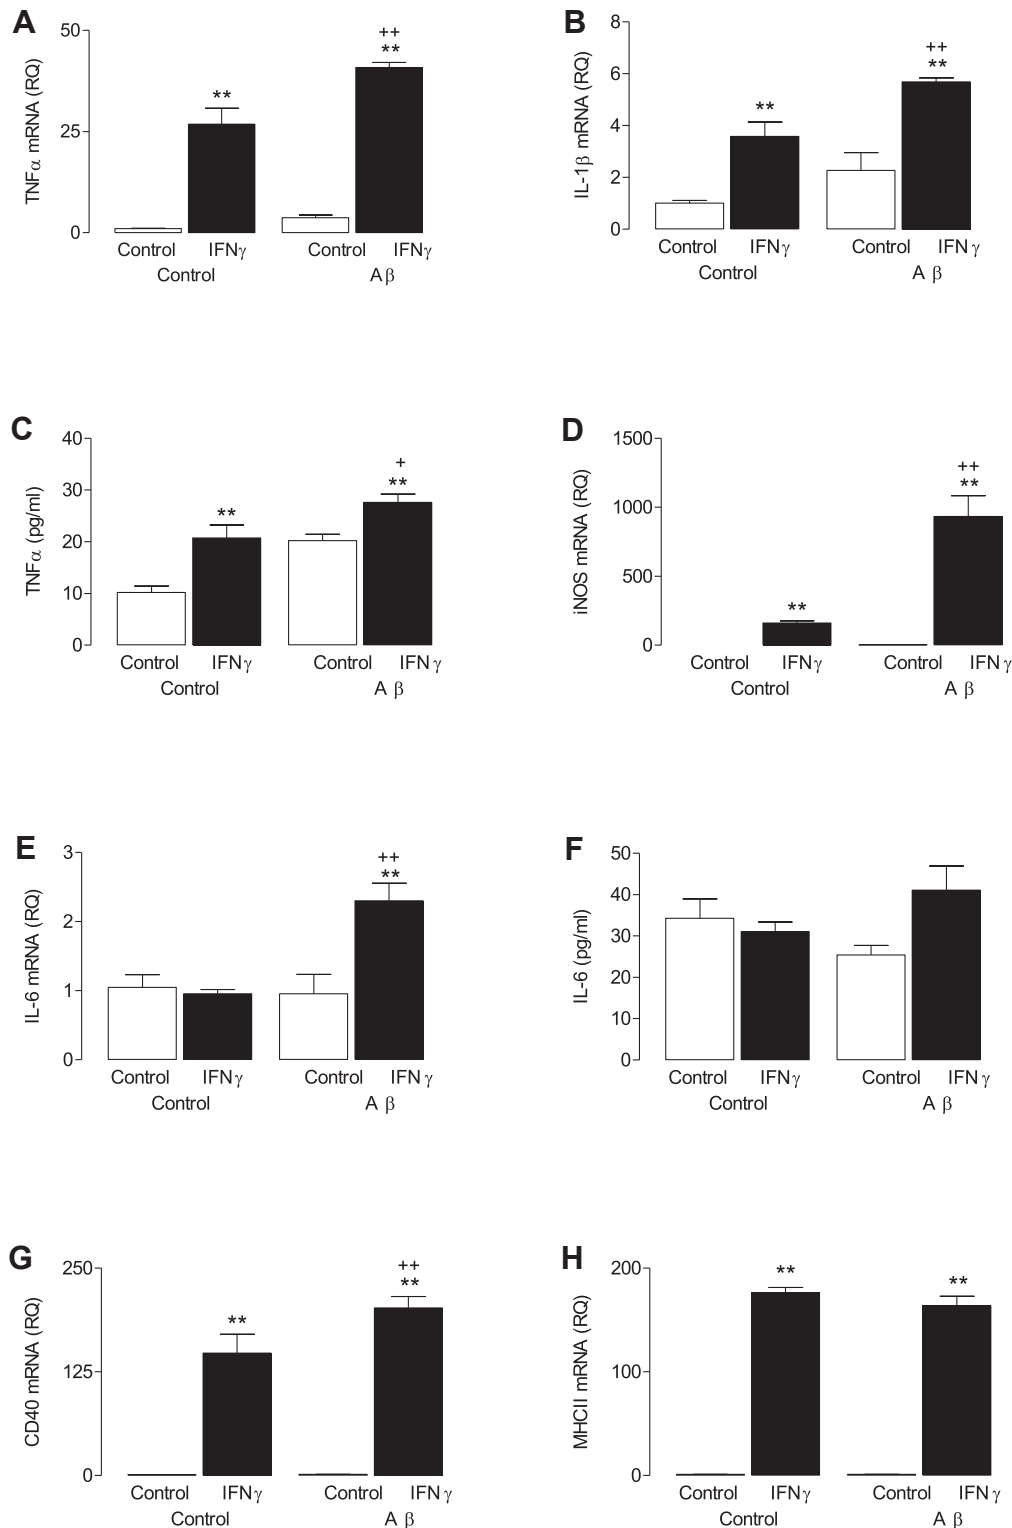 A
TNFα mRNA (RQ)
50
25
0
**
++
**
Control IFNγ Control IFNγ
Control Aβ
B
IL-1β mRNA (RQ)
8
6
4
2
0
**
++
**
Control IFNγ Control IFNγ
Control Aβ
C
TNFα (pg/ml)
40
30
20
10
0
**
+
**
Control IFNγ Control IFNγ
Control Aβ
D
iNOS mRNA (RQ)
1500
1000
500
0
**
++
**
Control IFNγ Control IFNγ
Control Aβ
E
IL-6 mRNA (RQ)
3
2
1
0
++
**
Control IFNγ Control IFNγ
Control Aβ
F
IL-6 (pg/ml)
50
40
30
20
10
0
Control IFNγ Control IFNγ
Control Aβ
G
CD40 mRNA (RQ)
250
125
0
**
++
**
Control IFNγ Control IFNγ
Control Aβ
H
MHCII mRNA (RQ)
200
100
0
**
**
Control IFNγ Control IFNγ
Control Aβ